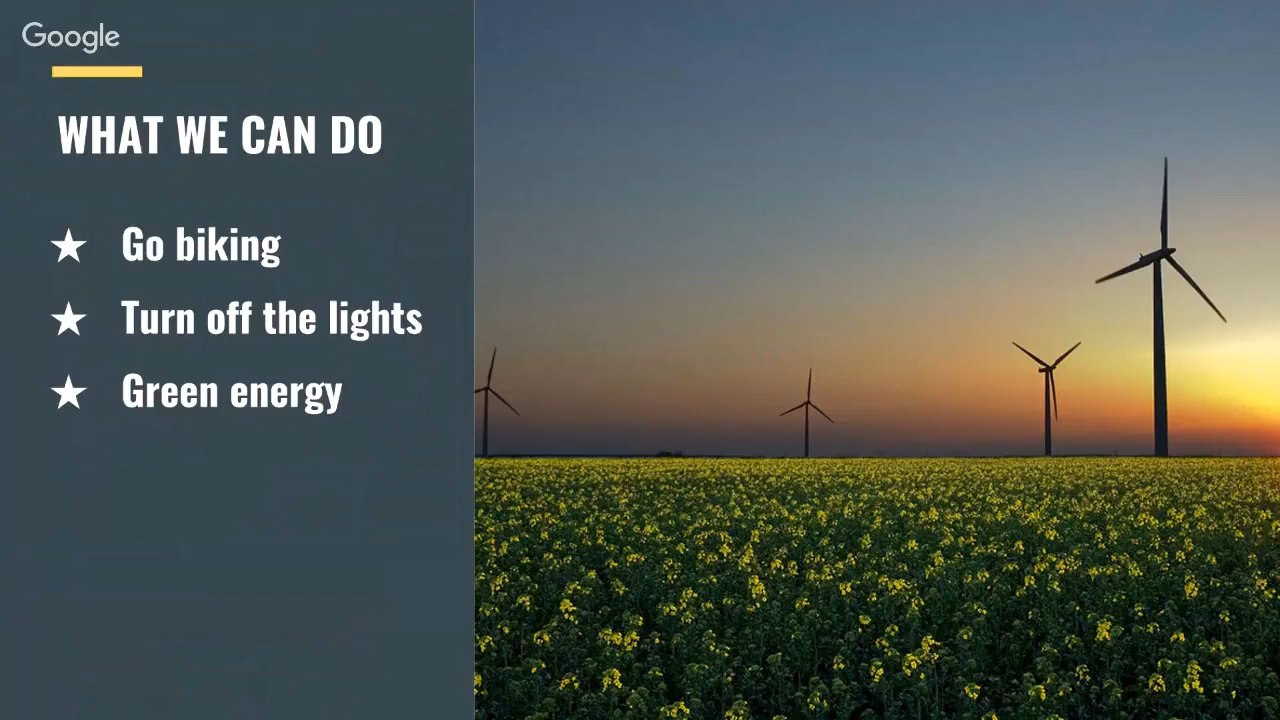 Google
WHAT WE CAN DO
★ Go biking
★ Turn off the lights
★ Green energy